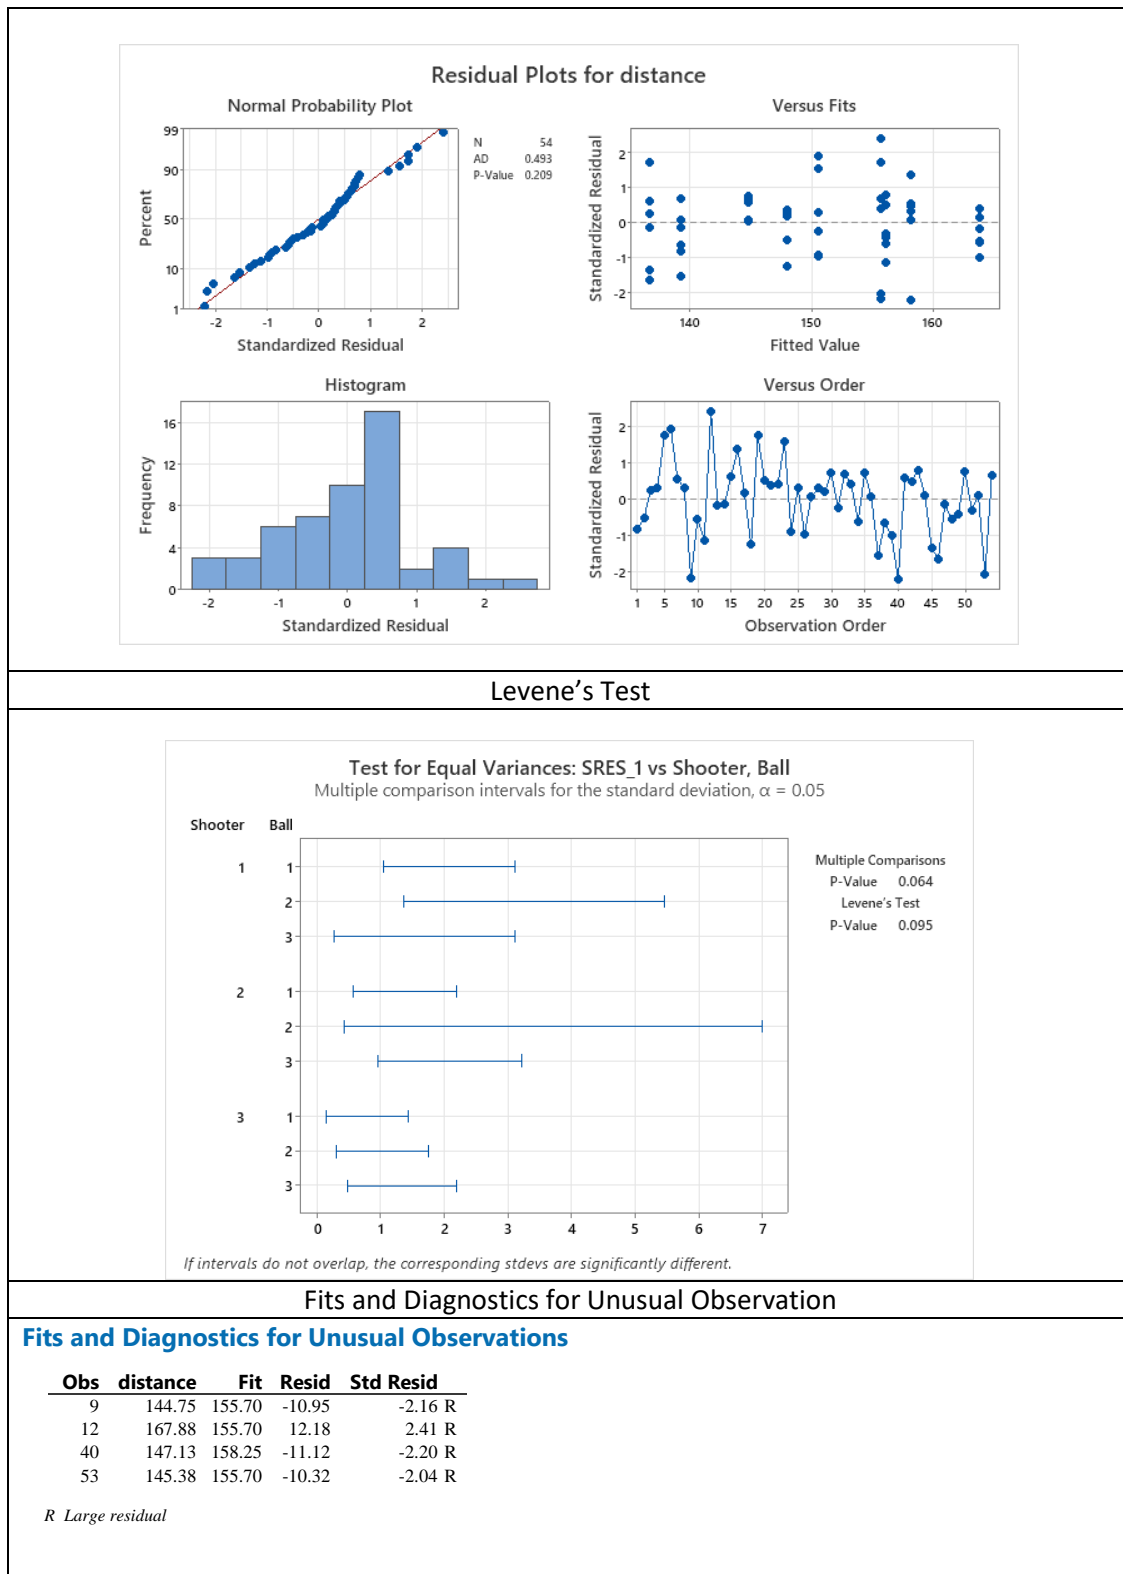 Residual Plots for distance
Normal Probability Plot
Versus Fits
99
90
50
10
1
Percent
-2 -1 0 1 2
Standardized Residual
N 54
AD 0.493
P-Value 0.209
2
1
0
-1
-2
Standardized Residual
140 150 160
Fitted Value
Histogram
Versus Order
16
12
8
4
0
Frequency
-2 -1 0 1 2
Standardized Residual
2
1
0
-1
-2
Standardized Residual
1 5 10 15 20 25 30 35 40 45 50
Observation Order
Levene’s Test
Test for Equal Variances: SRES_1 vs Shooter, Ball
Multiple comparison intervals for the standard deviation, α = 0.05
Shooter Ball
1 1
2
3
2 1
2
3
3 1
2
3
0 1 2 3 4 5 6 7
Multiple Comparisons
P-Value 0.064
Levene's Test
P-Value 0.095
If intervals do not overlap, the corresponding stdevs are significantly different.
Fits and Diagnostics for Unusual Observation
Fits and Diagnostics for Unusual Observations
Obs distance Fit Resid Std Resid
9 144.75 155.70 -10.95 -2.16 R
12 167.88 155.70 12.18 2.41 R
40 147.13 158.25 -11.12 -2.20 R
53 145.38 155.70 -10.32 -2.04 R
R Large residual